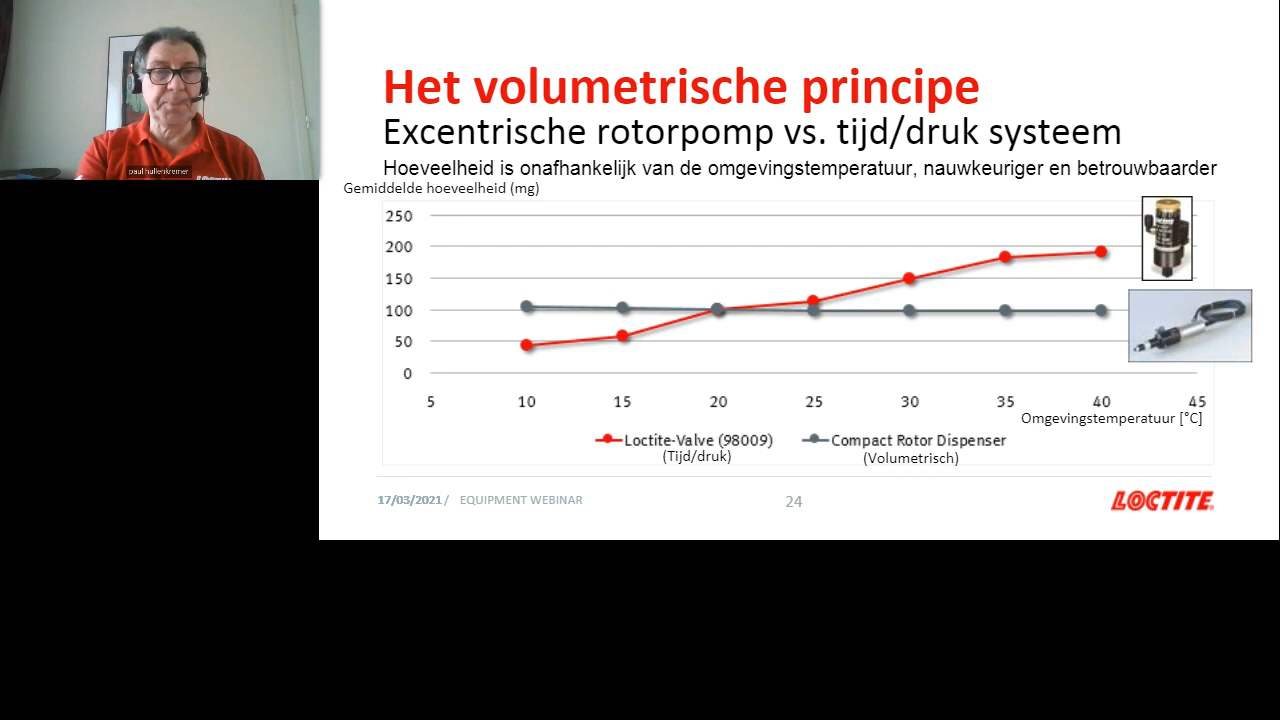 paul hullenkremer
Het volumetrische principe
Excentrische rotorpomp vs. tijd/druk systeem
Hoeveelheid is onafhankelijk van de omgevingstemperatuur, nauwkeuriger en betrouwbaarder
Gemiddelde hoeveelheid (mg)
250
200
150
100
50
0
5 10 15 20 25 30 35 40 45
Omgevingstemperatuur [°C]
Loctite-Valve (98009) Compact Rotor Dispenser
(Tijd/druk) (Volumetrisch)
17/03/2021 / EQUIPMENT WEBINAR 24 LOCTITE